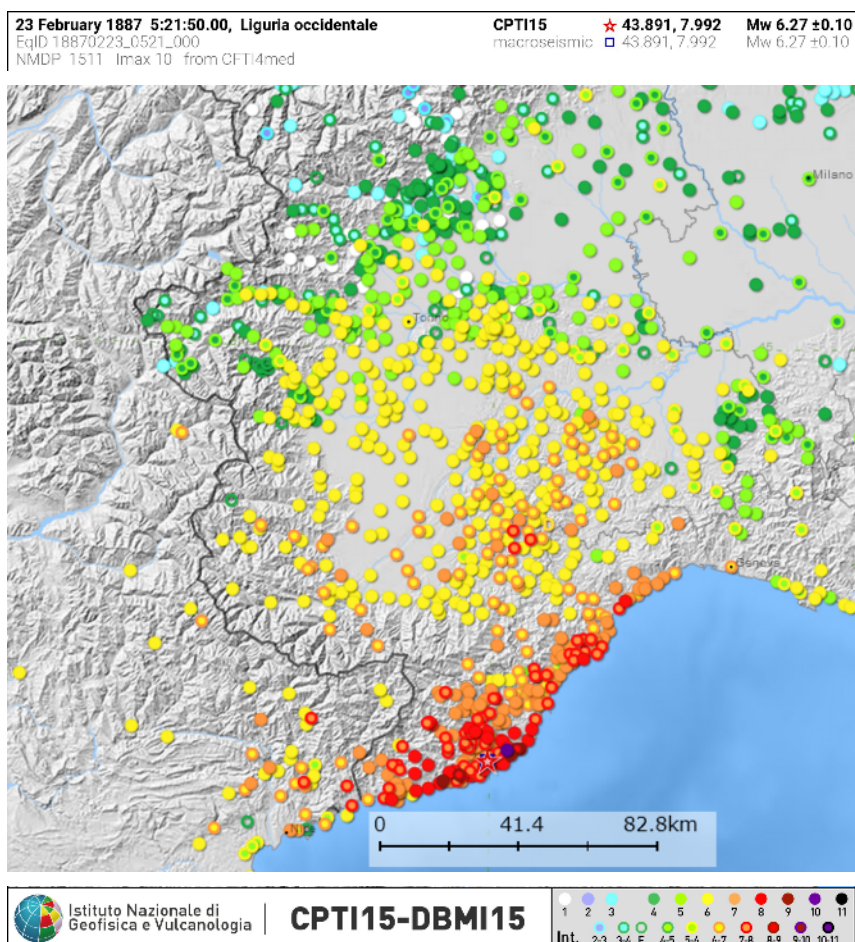 23 February 1887 5:21:50.00, Liguria occidentale
EqID 18870223_0521_000
NMDP 1511 Imax 10 from CFTI4med
CPTI15 43.891, 7.992 Mw 6.27 ±0.10
macroseismic 43.891, 7.992 Mw 6.27 ±0.10
Milano
Torino
45
Genova
0 41.4 82.8km
Istituto Nazionale di
Geofisica e Vulcanologia
CPTI15-DBMI15
1 2 3 4 5 6 7 8 9 10 11
Int. 2-3 3-4 F 4-5 5-6 6-7 7-8 8-9 9-10 10-11